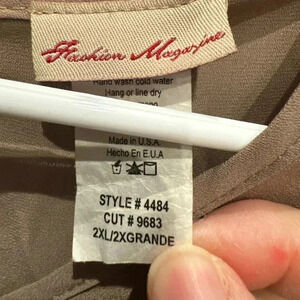 Fashion Magazine
Hand wash cold water
Hang or line dry
Made in U.S.A
Hecho En E.U.A
STYLE # 4484
CUT # 9683
2XL/2XGRANDE